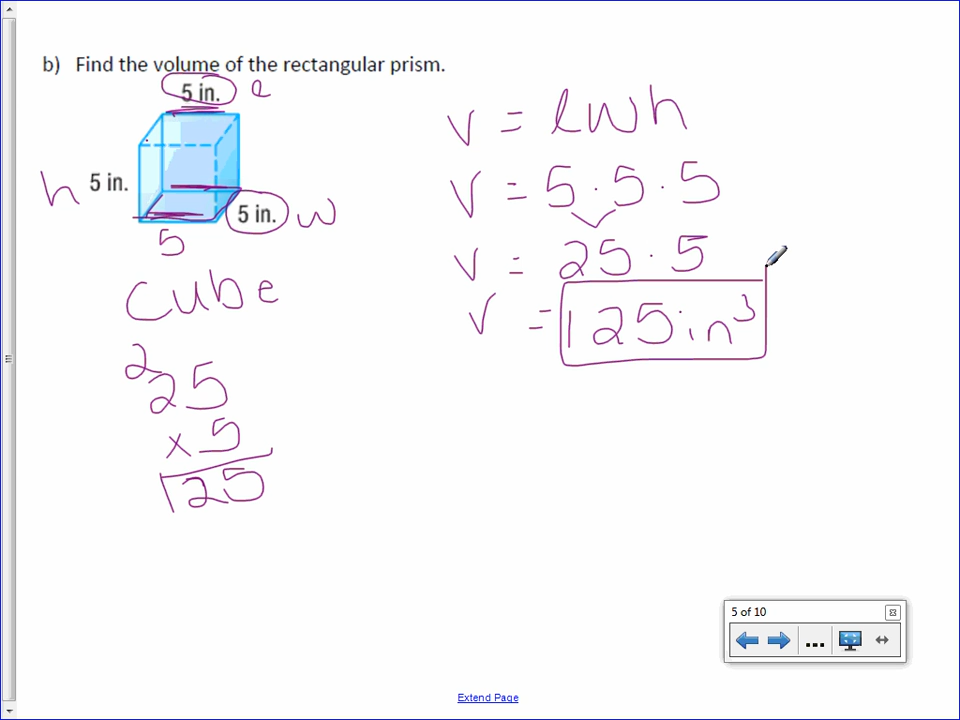 b) Find the volume of the rectangular prism.
5 in. l
V = lwh
h 5 in.
V = 5 · 5 · 5
5 in. w
5
V = 25 · 5
cube
V = 125 in³
2
25
x 5
125
5 of 10
...
Extend Page